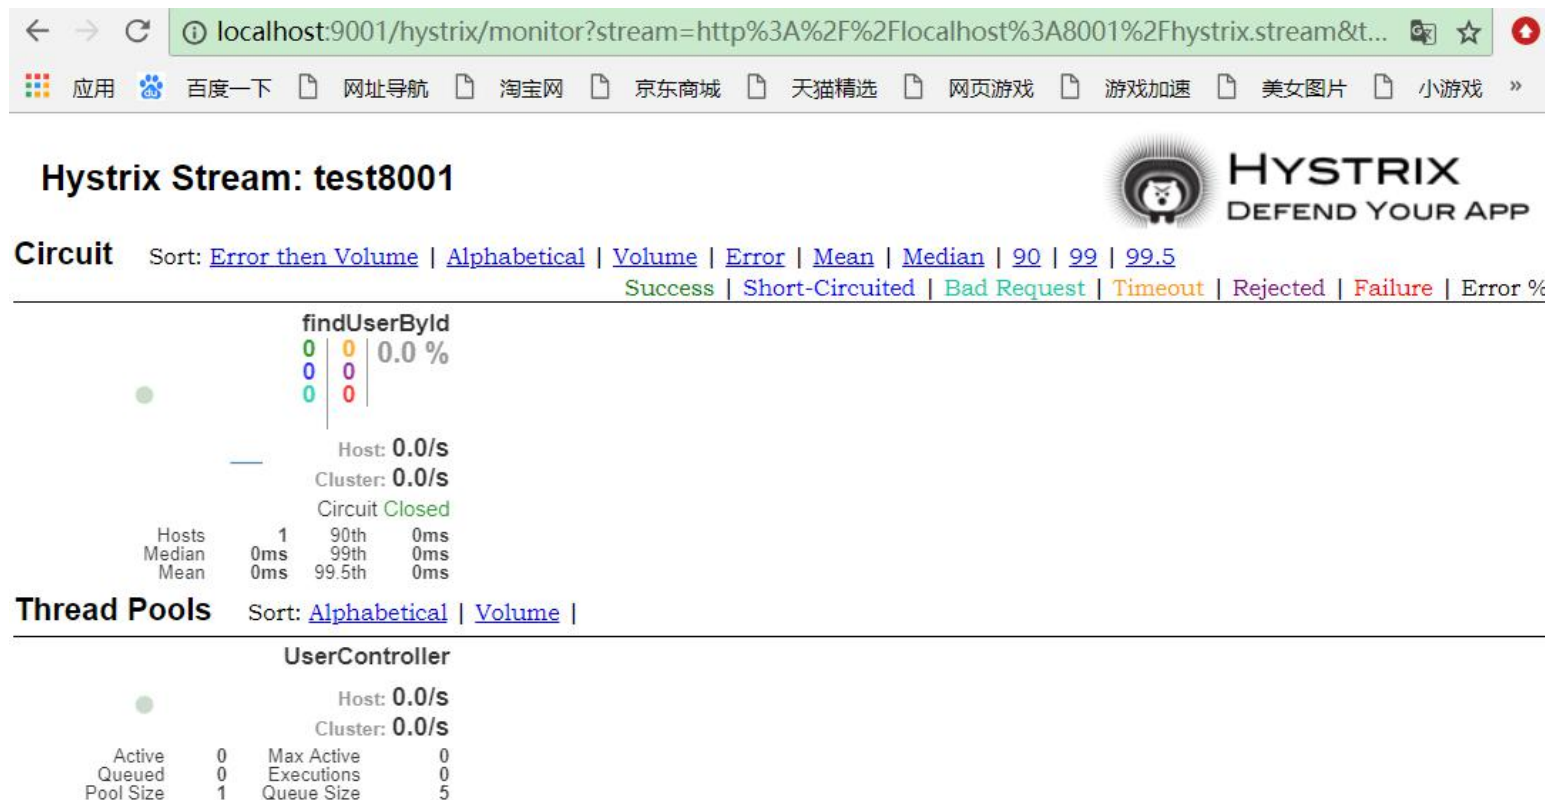 localhost:9001/hystrix/monitor?stream=http%3A%2F%2Flocalhost%3A8001%2Fhystrix.stream&t...
应用 百度一下 网址导航 淘宝网 京东商城 天猫精选 网页游戏 游戏加速 美女图片 小游戏 »
Hystrix Stream: test8001
HYSTRIX
DEFEND YOUR APP
Circuit Sort: Error then Volume | Alphabetical | Volume | Error | Mean | Median | 90 | 99 | 99.5
Success | Short-Circuited | Bad Request | Timeout | Rejected | Failure | Error %
findUserById
0 0 0.0 %
0 0
0 0
Host: 0.0/s
Cluster: 0.0/s
Circuit Closed
Hosts 1 90th 0ms
Median 0ms 99th 0ms
Mean 0ms 99.5th 0ms
Thread Pools Sort: Alphabetical | Volume |
UserController
Host: 0.0/s
Cluster: 0.0/s
Active 0 Max Active 0
Queued 0 Executions 0
Pool Size 1 Queue Size 5